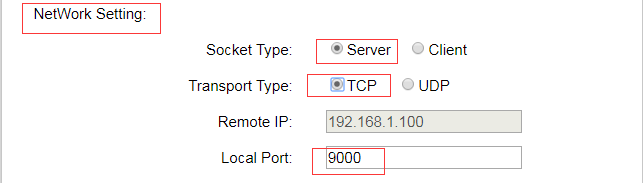 NetWork Setting:
Socket Type: Server Client
Transport Type: TCP UDP
Remote IP: 192.168.1.100
Local Port: 9000